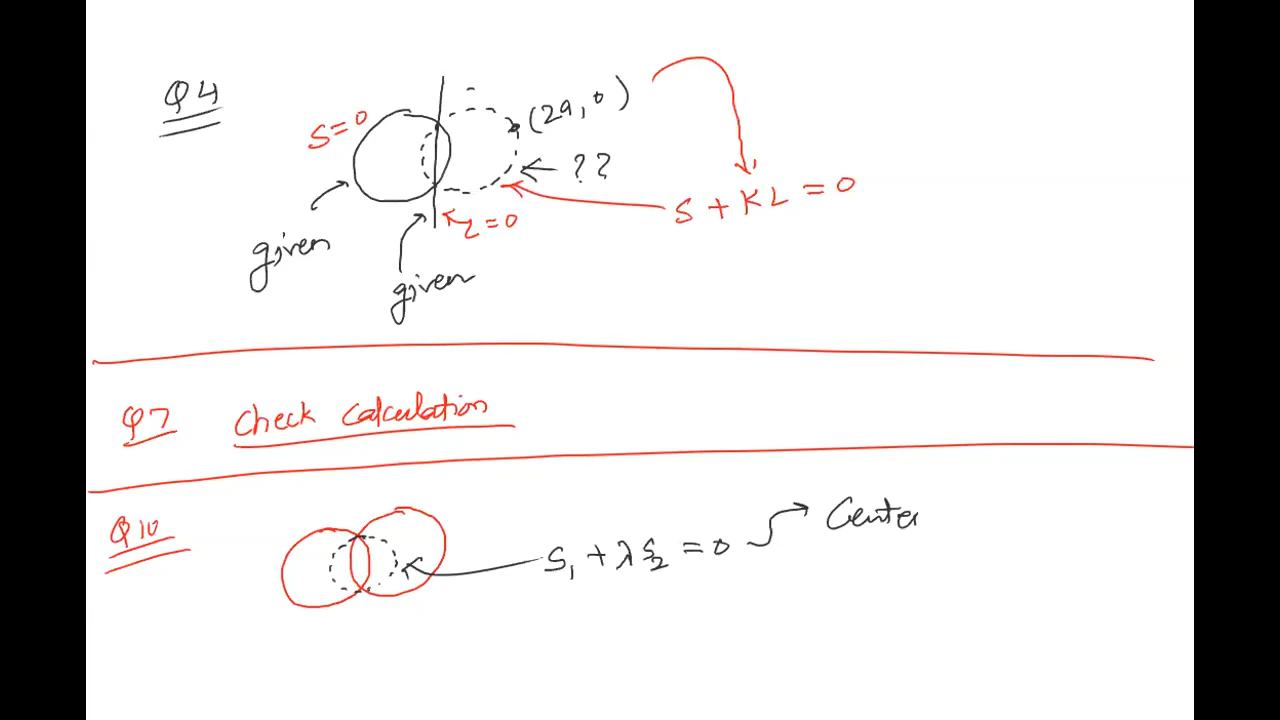 Q4
S=0
(2a, 0)
??
S + KL = 0
L=0
given
given
Q7 Check Calculation
Q10
S₁ + λS₂ = 0
Center